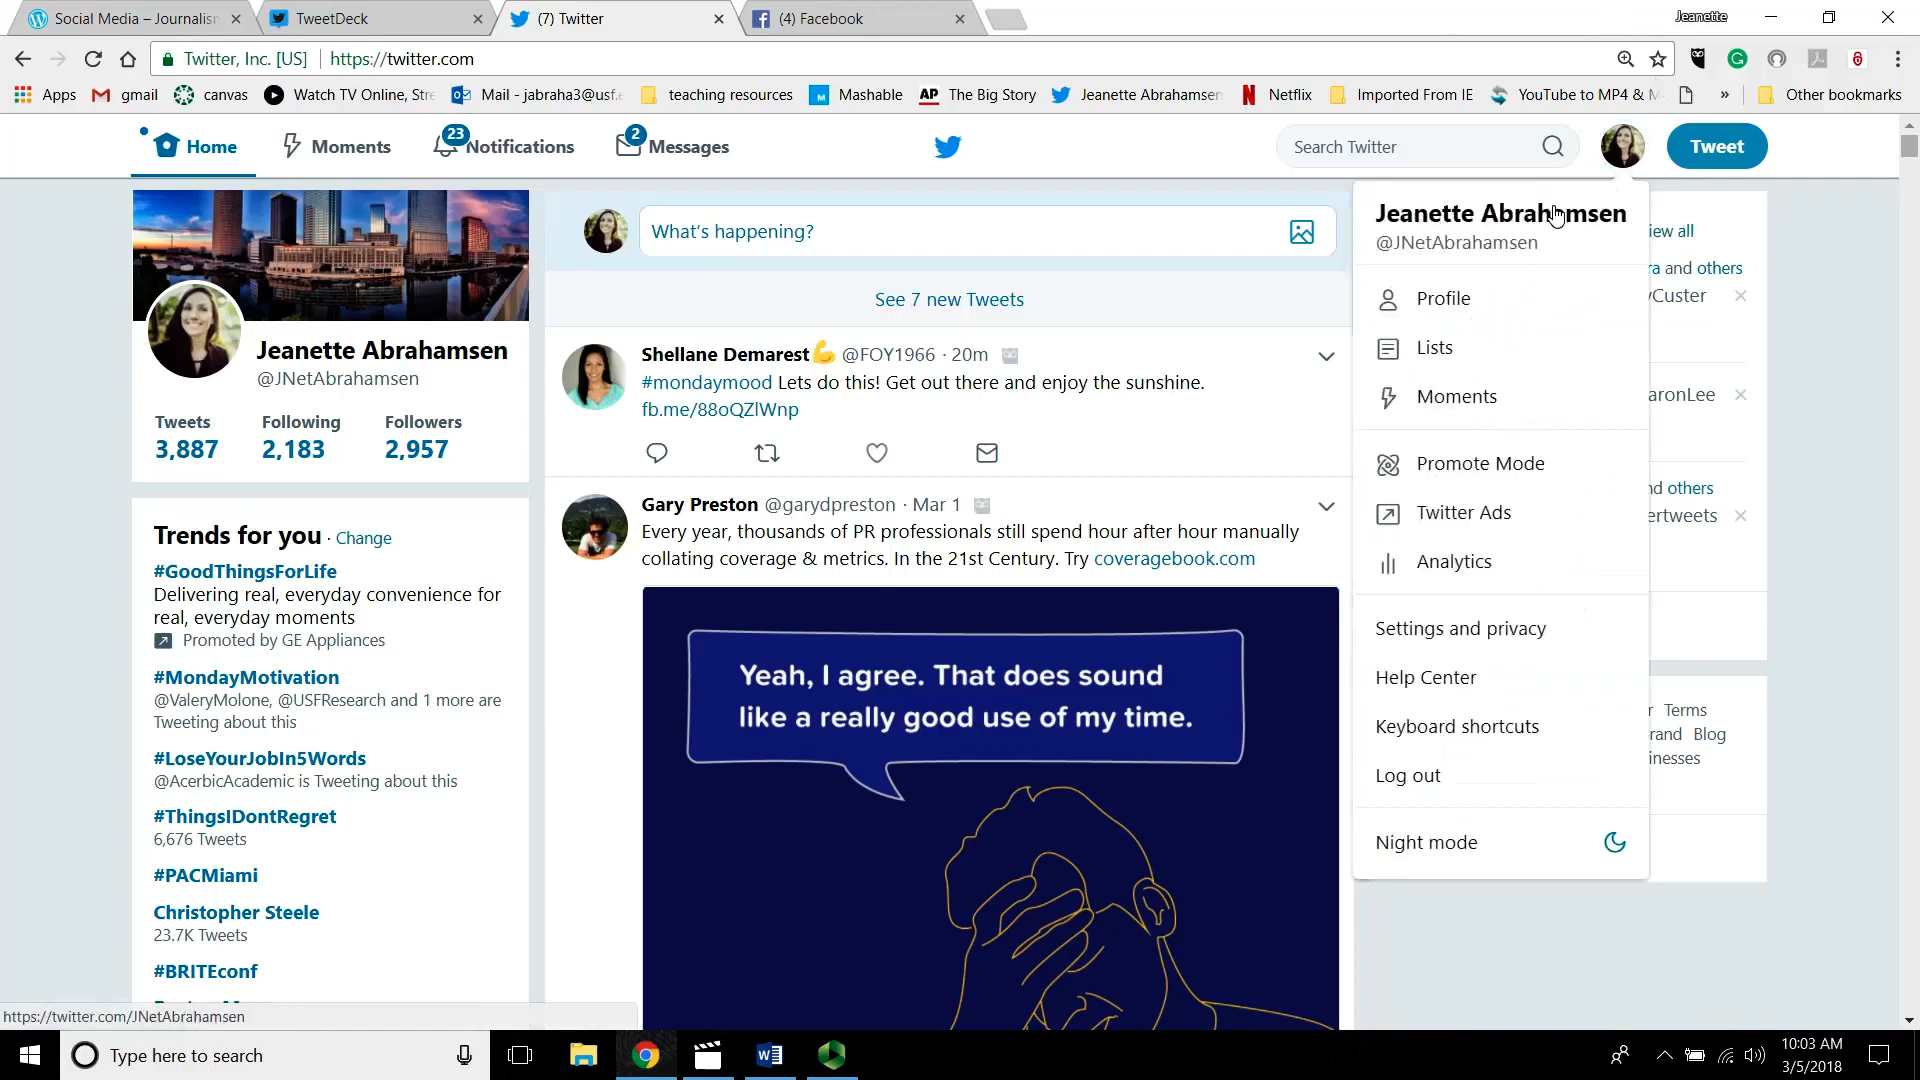 Social Media – Journalism
TweetDeck
(7) Twitter
(4) Facebook
Jeanette
Twitter, Inc. [US]
https://twitter.com
Apps
gmail
canvas
Watch TV Online, Stre
Mail - jabraha3@usf.e
teaching resources
Mashable
AP The Big Story
Jeanette Abrahamsen
Netflix
Imported From IE
YouTube to MP4 & M
»
Other bookmarks
Home
Moments
23
Notifications
2
Messages
Search Twitter
Tweet
Jeanette Abrahamsen
@JNetAbrahamsen
Tweets Following Followers
3,887 2,183 2,957
Trends for you · Change
#GoodThingsForLife
Delivering real, everyday convenience for
real, everyday moments
Promoted by GE Appliances
#MondayMotivation
@ValeryMolone, @USFResearch and 1 more are
Tweeting about this
#LoseYourJobIn5Words
@AcerbicAcademic is Tweeting about this
#ThingsIDontRegret
6,676 Tweets
#PACMiami
Christopher Steele
23.7K Tweets
#BRITEconf
https://twitter.com/JNetAbrahamsen
What's happening?
See 7 new Tweets
Shellane Demarest💪 @FOY1966 · 20m
#mondaymood Lets do this! Get out there and enjoy the sunshine.
fb.me/88oQZlWnp
Gary Preston @garydpreston · Mar 1
Every year, thousands of PR professionals still spend hour after hour manually
collating coverage & metrics. In the 21st Century. Try coveragebook.com
Yeah, I agree. That does sound
like a really good use of my time.
Jeanette Abrahamsen
@JNetAbrahamsen
Profile
Lists
Moments
Promote Mode
Twitter Ads
Analytics
Settings and privacy
Help Center
Keyboard shortcuts
Log out
Night mode
iew all
ra and others
yCuster
aronLee
nd others
ertweets
r Terms
rand Blog
inesses
Type here to search
10:03 AM
3/5/2018